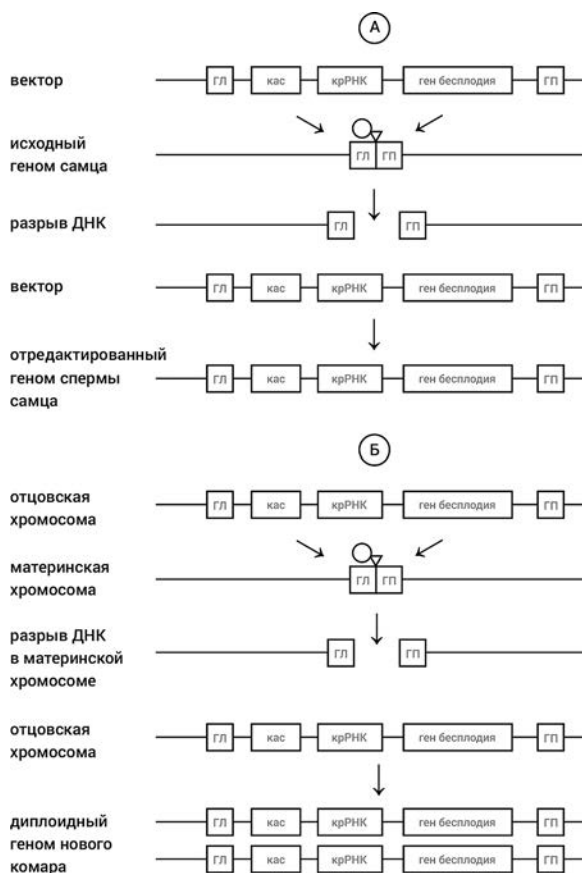 А
вектор
ГЛ кас крРНК ген бесплодия ГП
исходный
геном самца
ГЛ ГП
разрыв ДНК
ГЛ ГП
вектор
ГЛ кас крРНК ген бесплодия ГП
отредактированный
геном спермы
самца
ГЛ кас крРНК ген бесплодия ГП
Б
отцовская
хромосома
ГЛ кас крРНК ген бесплодия ГП
материнская
хромосома
ГЛ ГП
разрыв ДНК
в материнской
хромосоме
ГЛ ГП
отцовская
хромосома
ГЛ кас крРНК ген бесплодия ГП
диплоидный
геном нового
комара
ГЛ кас крРНК ген бесплодия ГП
ГЛ кас крРНК ген бесплодия ГП